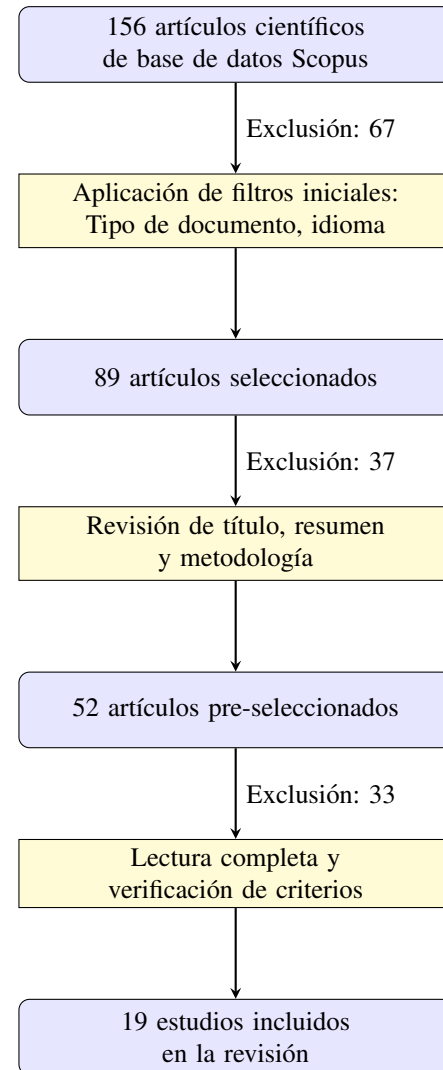 156 artículos científicos
de base de datos Scopus
Exclusión: 67
Aplicación de filtros iniciales:
Tipo de documento, idioma
89 artículos seleccionados
Exclusión: 37
Revisión de título, resumen
y metodología
52 artículos pre-seleccionados
Exclusión: 33
Lectura completa y
verificación de criterios
19 estudios incluidos
en la revisión